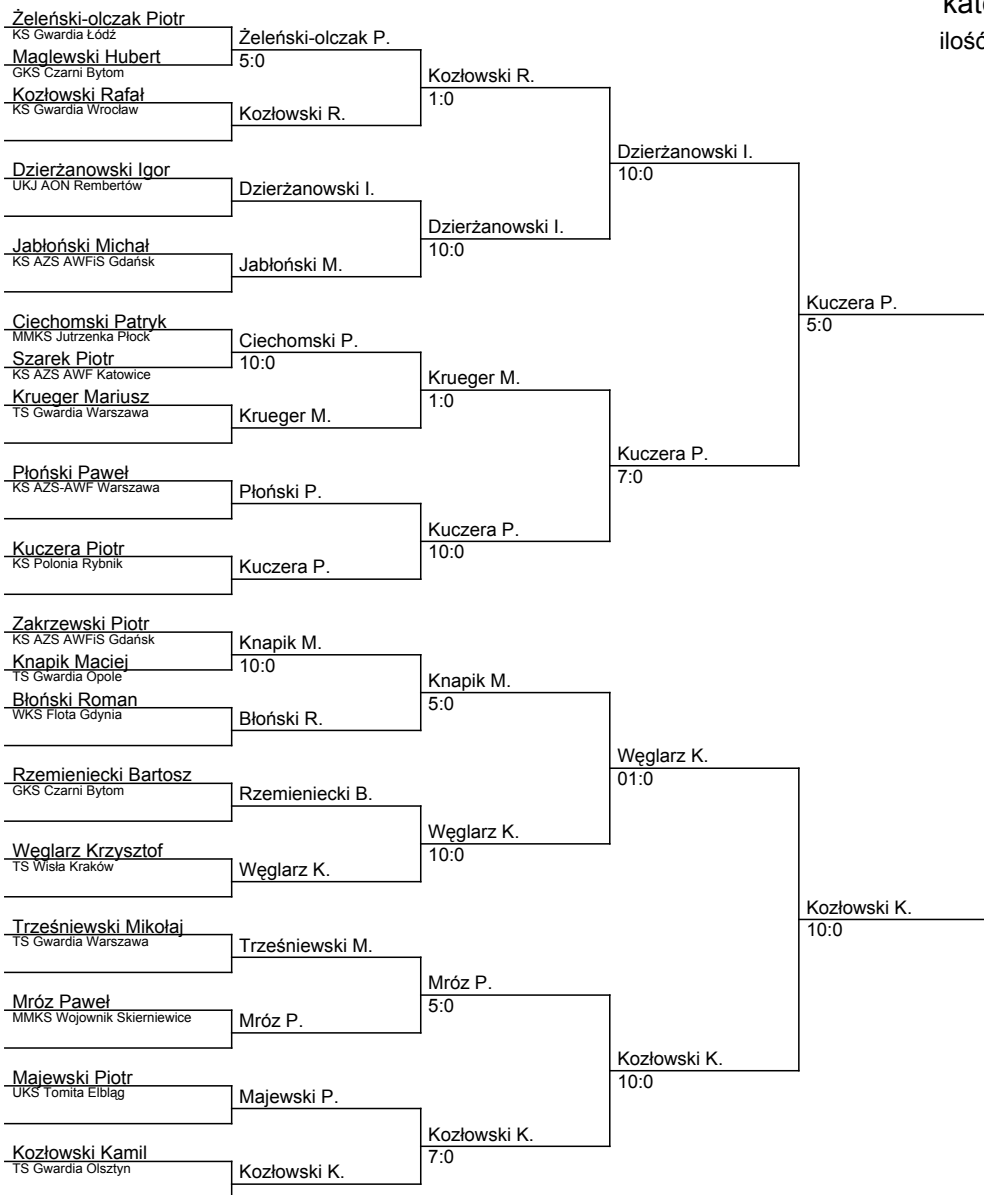 Żeleński-olczak Piotr
KS Gwardia Łódź
Maglewski Hubert
GKS Czarni Bytom
Kozłowski Rafał
KS Gwardia Wrocław
Dzierżanowski Igor
UKJ AON Rembertów
Jabłoński Michał
KS AZS AWFiS Gdańsk
Ciechomski Patryk
MMKS Jutrzenka Płock
Szarek Piotr
KS AZS AWF Katowice
Krueger Mariusz
TS Gwardia Warszawa
Płoński Paweł
KS AZS-AWF Warszawa
Kuczera Piotr
KS Polonia Rybnik
Zakrzewski Piotr
KS AZS AWFiS Gdańsk
Knapik Maciej
TS Gwardia Opole
Błoński Roman
WKS Flota Gdynia
Rzemieniecki Bartosz
GKS Czarni Bytom
Węglarz Krzysztof
TS Wisła Kraków
Trześniewski Mikołaj
TS Gwardia Warszawa
Mróz Paweł
MMKS Wojownik Skierniewice
Majewski Piotr
UKS Tomita Elbląg
Kozłowski Kamil
TS Gwardia Olsztyn
Żeleński-olczak P.
5:0
Kozłowski R.
Dzierżanowski I.
Jabłoński M.
Ciechomski P.
10:0
Krueger M.
Płoński P.
Kuczera P.
Knapik M.
10:0
Błoński R.
Rzemieniecki B.
Węglarz K.
Trześniewski M.
Mróz P.
Majewski P.
Kozłowski K.
Kozłowski R.
1:0
Dzierżanowski I.
10:0
Krueger M.
1:0
Kuczera P.
10:0
Knapik M.
5:0
Węglarz K.
10:0
Mróz P.
5:0
Kozłowski K.
7:0
Dzierżanowski I.
10:0
Kuczera P.
7:0
Węglarz K.
01:0
Kozłowski K.
10:0
Kuczera P.
5:0
Kozłowski K.
10:0